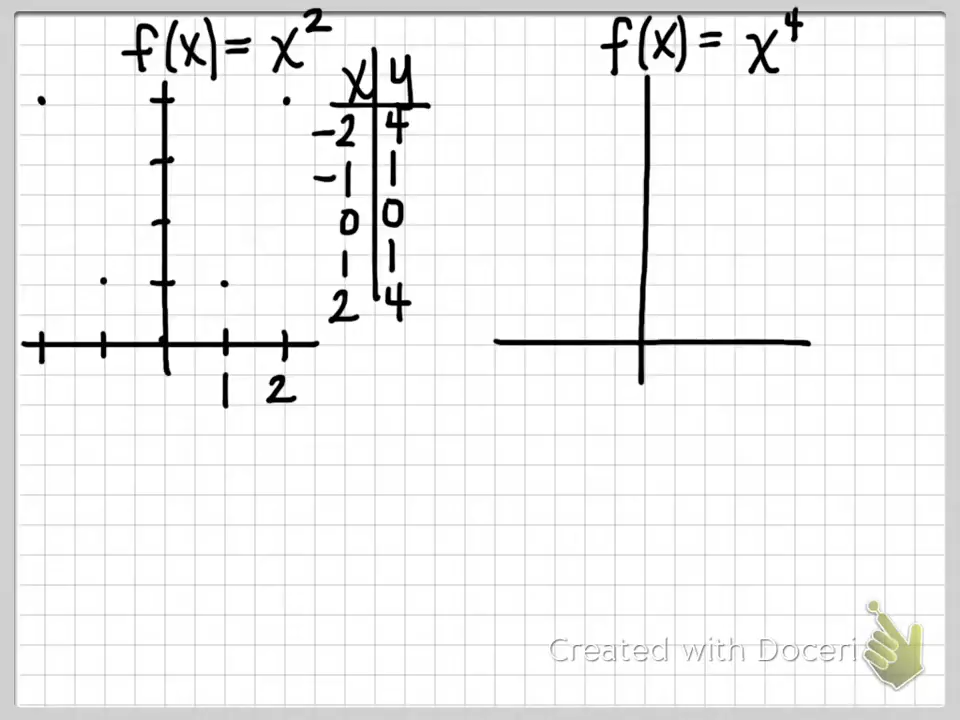 f(x) = x²
x y
-2 4
-1 1
0 0
1 1
2 4
1 2
f(x) = x⁴
Created with Doceri